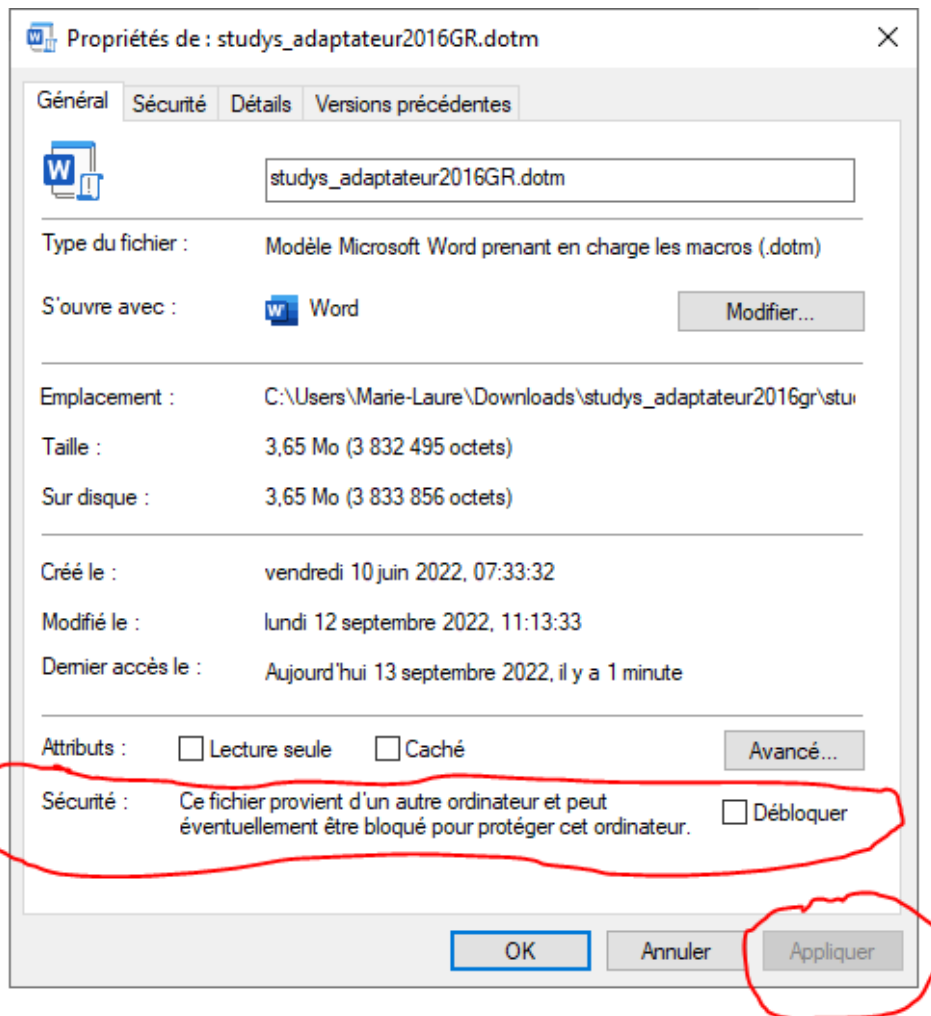 Propriétés de : studys_adaptateur2016GR.dotm
Général Sécurité Détails Versions précédentes
studys_adaptateur2016GR.dotm
Type du fichier : Modèle Microsoft Word prenant en charge les macros (.dotm)
S'ouvre avec : Word Modifier...
Emplacement : C:\Users\Marie-Laure\Downloads\studys_adaptateur2016gr\stu
Taille : 3,65 Mo (3 832 495 octets)
Sur disque : 3,65 Mo (3 833 856 octets)
Créé le : vendredi 10 juin 2022, 07:33:32
Modifié le : lundi 12 septembre 2022, 11:13:33
Dernier accès le : Aujourd'hui 13 septembre 2022, il y a 1 minute
Attributs : Lecture seule Caché Avancé...
Sécurité : Ce fichier provient d'un autre ordinateur et peut
éventuellement être bloqué pour protéger cet ordinateur. Débloquer
OK Annuler Appliquer